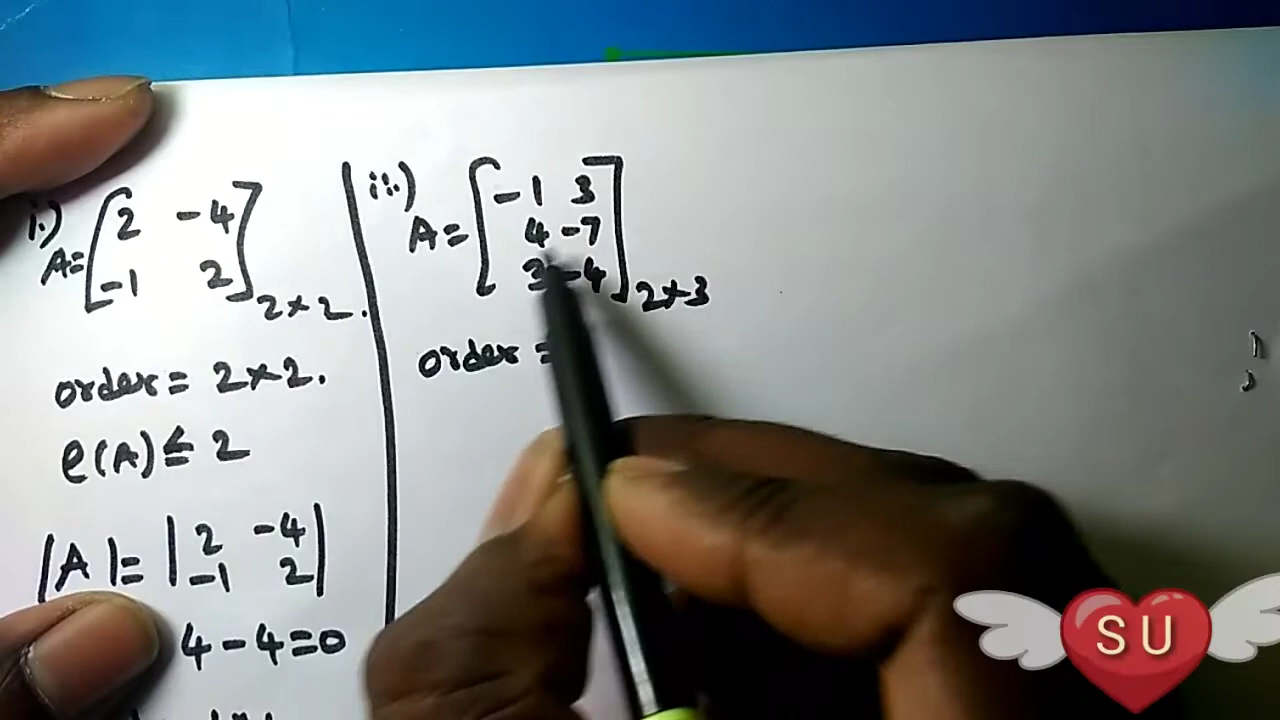 i.)
A= [2 -4
-1 2] 2×2.
order = 2×2.
ρ(A) ≤ 2
|A| = |2 -4
-1 2|
4-4=0
ii.)
A= [-1 3
4 -7
3 -4] 2×3
order =
SU